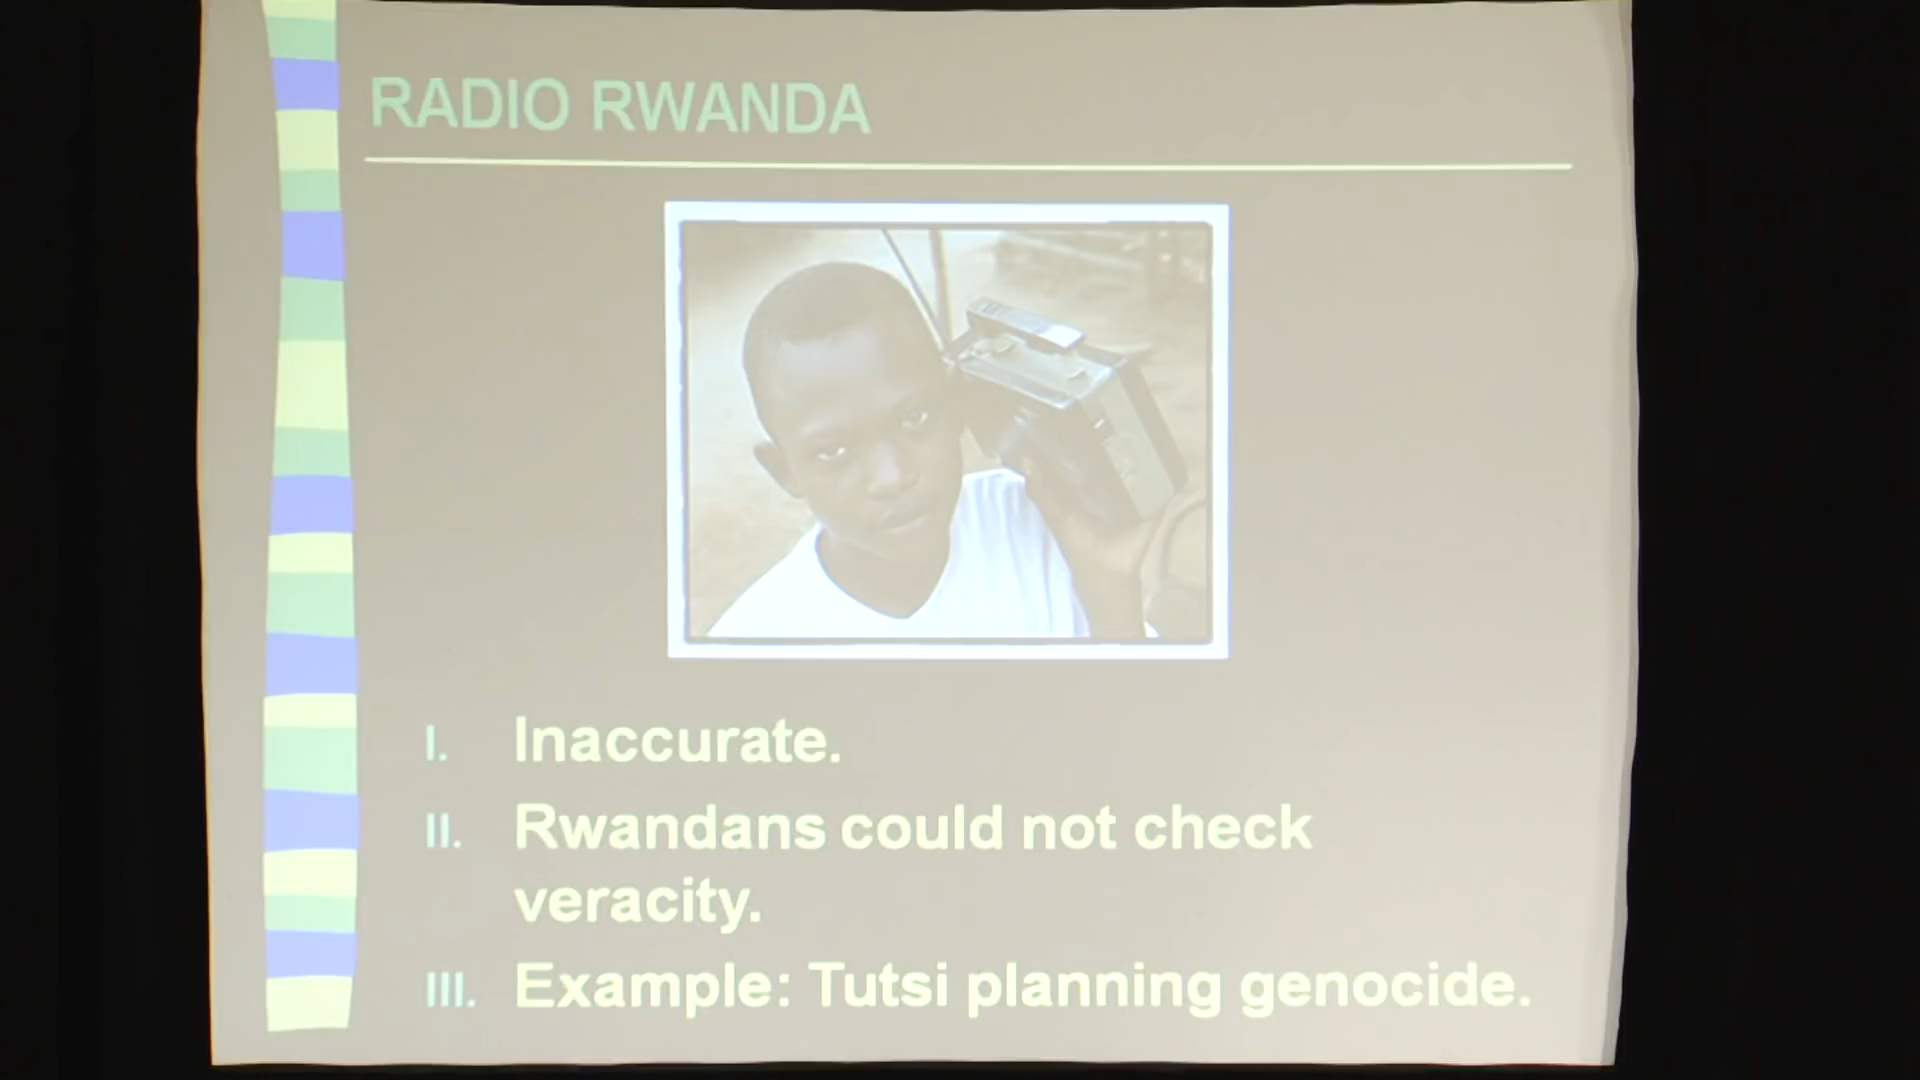 RADIO RWANDA
I. Inaccurate.
II. Rwandans could not check
veracity.
III. Example: Tutsi planning genocide.